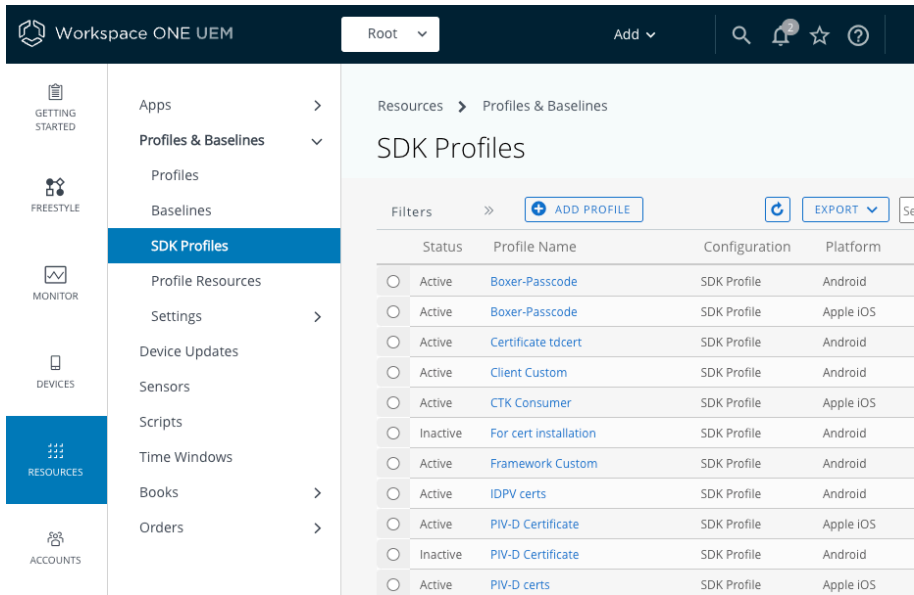 Workspace ONE UEM
Root
Add
2
GETTING
STARTED
FREESTYLE
MONITOR
DEVICES
RESOURCES
ACCOUNTS
Apps
Profiles & Baselines
Profiles
Baselines
SDK Profiles
Profile Resources
Settings
Device Updates
Sensors
Scripts
Time Windows
Books
Orders
Resources > Profiles & Baselines
SDK Profiles
Filters » ADD PROFILE EXPORT Se
Status Profile Name Configuration Platform
Active Boxer-Passcode SDK Profile Android
Active Boxer-Passcode SDK Profile Apple iOS
Active Certificate tdcert SDK Profile Android
Active Client Custom SDK Profile Android
Active CTK Consumer SDK Profile Apple iOS
Inactive For cert installation SDK Profile Android
Active Framework Custom SDK Profile Android
Active IDPV certs SDK Profile Android
Active PIV-D Certificate SDK Profile Apple iOS
Inactive PIV-D Certificate SDK Profile Android
Active PIV-D certs SDK Profile Apple iOS